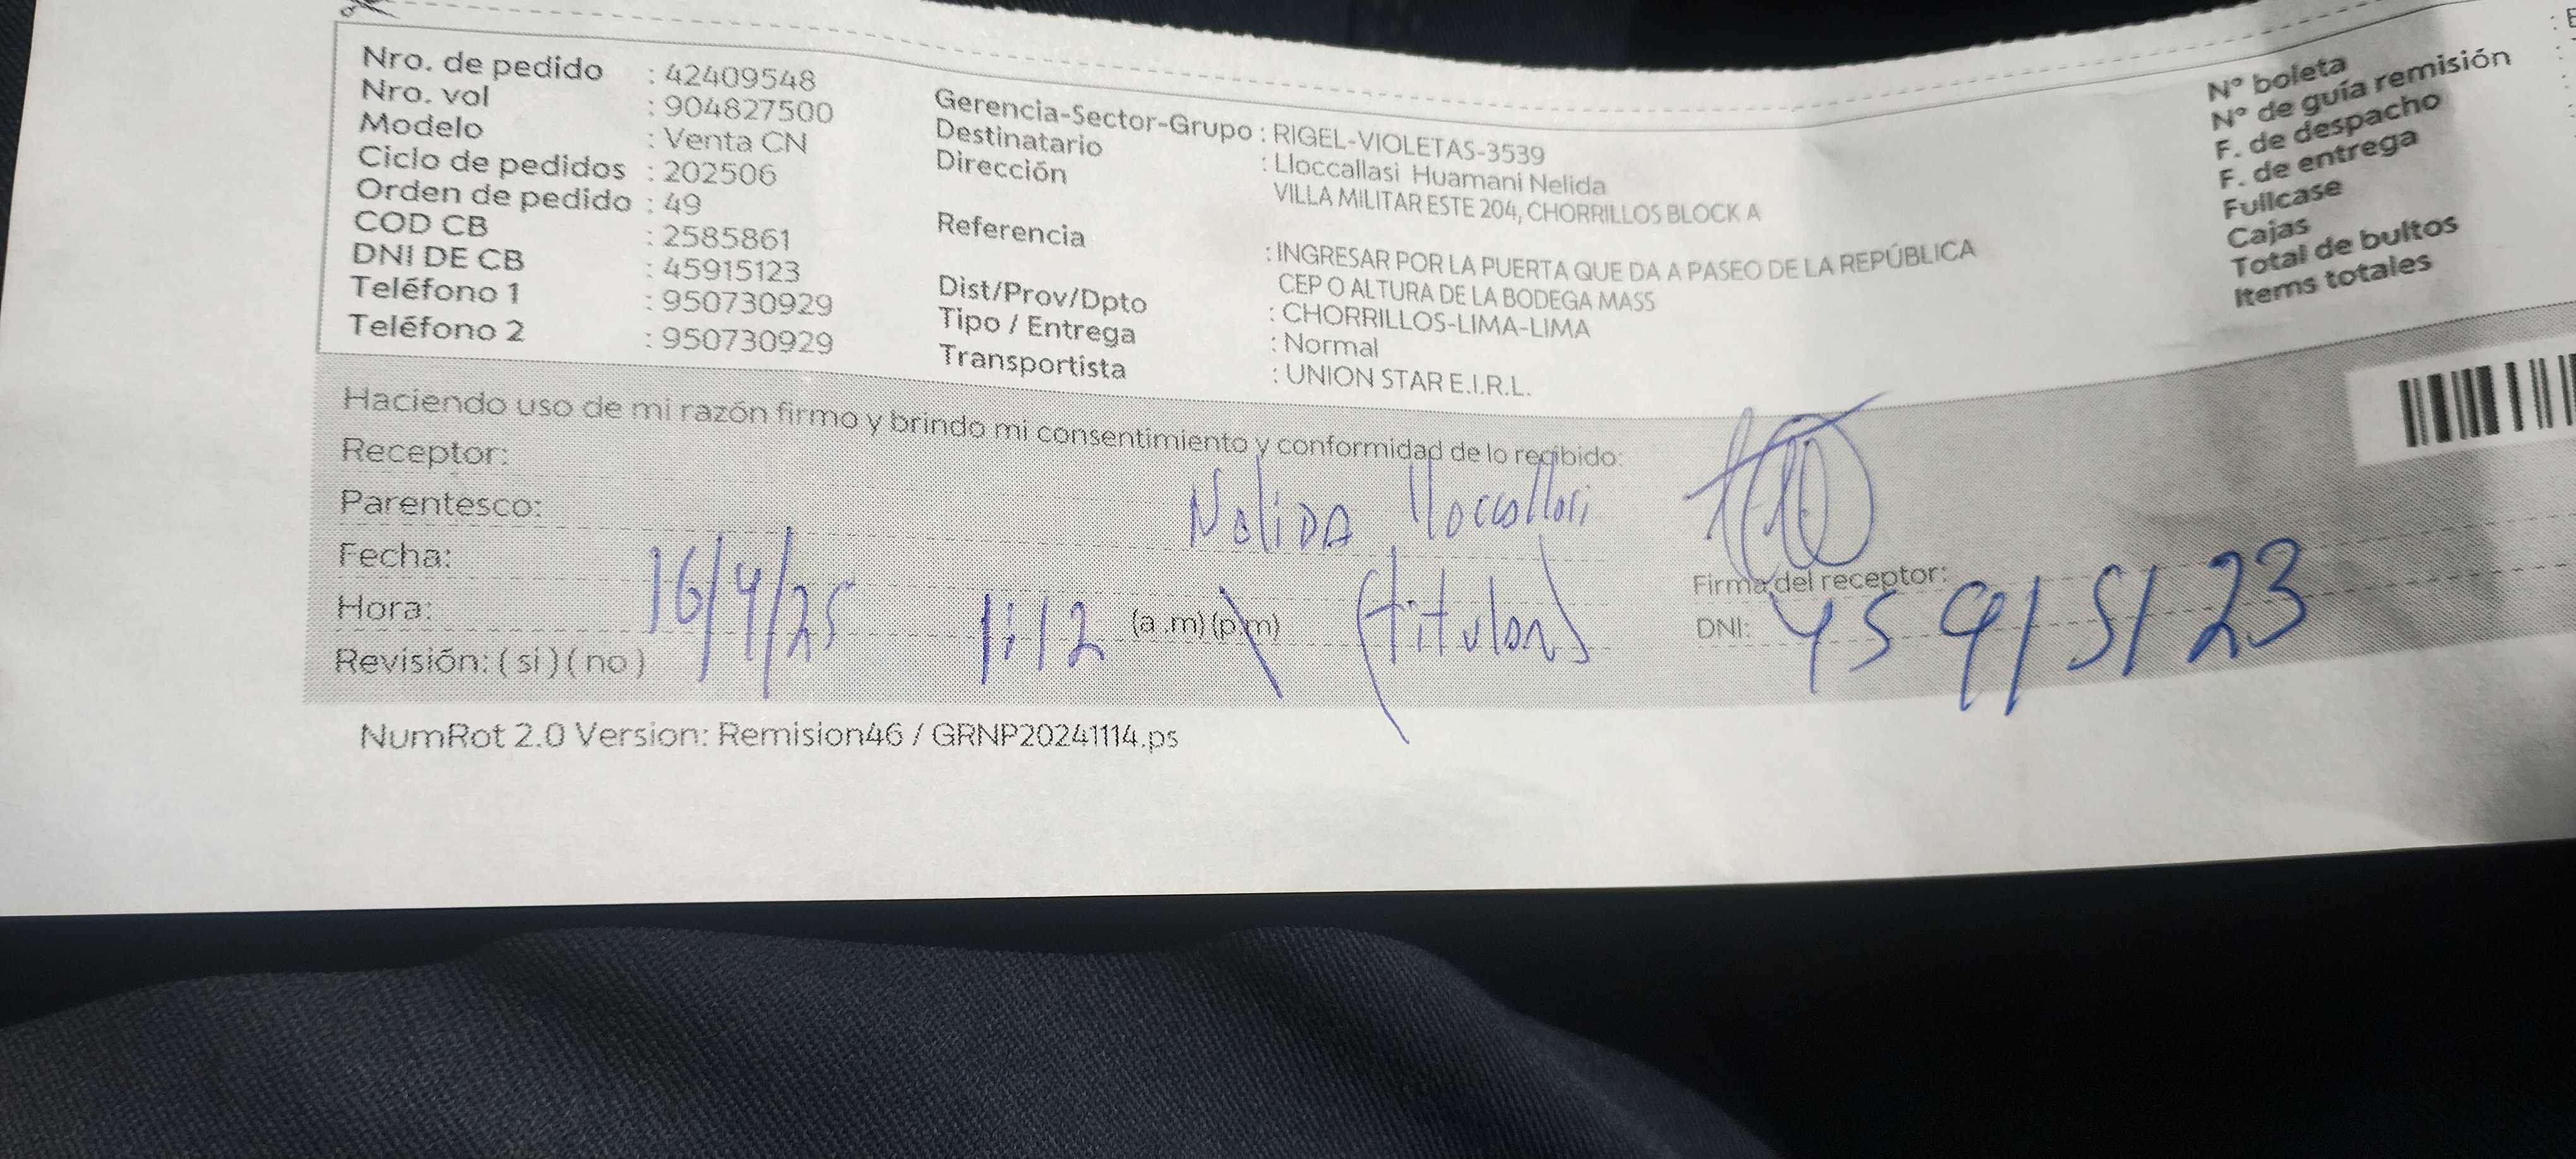 Nro. de pedido : 42409548
Nro. vol : 904827500
Modelo : Venta CN
Ciclo de pedidos : 202506
Orden de pedido : 49
COD CB : 2585861
DNI DE CB : 45915123
Teléfono 1 : 950730929
Teléfono 2 : 950730929
Gerencia-Sector-Grupo : RIGEL-VIOLETAS-3539
Destinatario : Lloccallasi Huamani Nelida
Dirección VILLA MILITAR ESTE 204, CHORRILLOS BLOCK A
Referencia : INGRESAR POR LA PUERTA QUE DA A PASEO DE LA REPÚBLICA
CEP O ALTURA DE LA BODEGA MASS
Dist/Prov/Dpto : CHORRILLOS-LIMA-LIMA
Tipo / Entrega : Normal
Transportista : UNION STAR E.I.R.L.
N° boleta
N° de guía remisión
F. de despacho
F. de entrega
Fullcase
Cajas
Total de bultos
Items totales
Haciendo uso de mi razón firmo y brindo mi consentimiento y conformidad de lo recibido:
Receptor: Nelida
Parentesco: (titular)
Fecha: 16/4/25
Hora: 1:12 (a .m) (p.m)
Revisión: ( si ) ( no )
Firma del receptor:
DNI: 45915123
NumRot 2.0 Version: Remision46 / GRNP20241114.ps